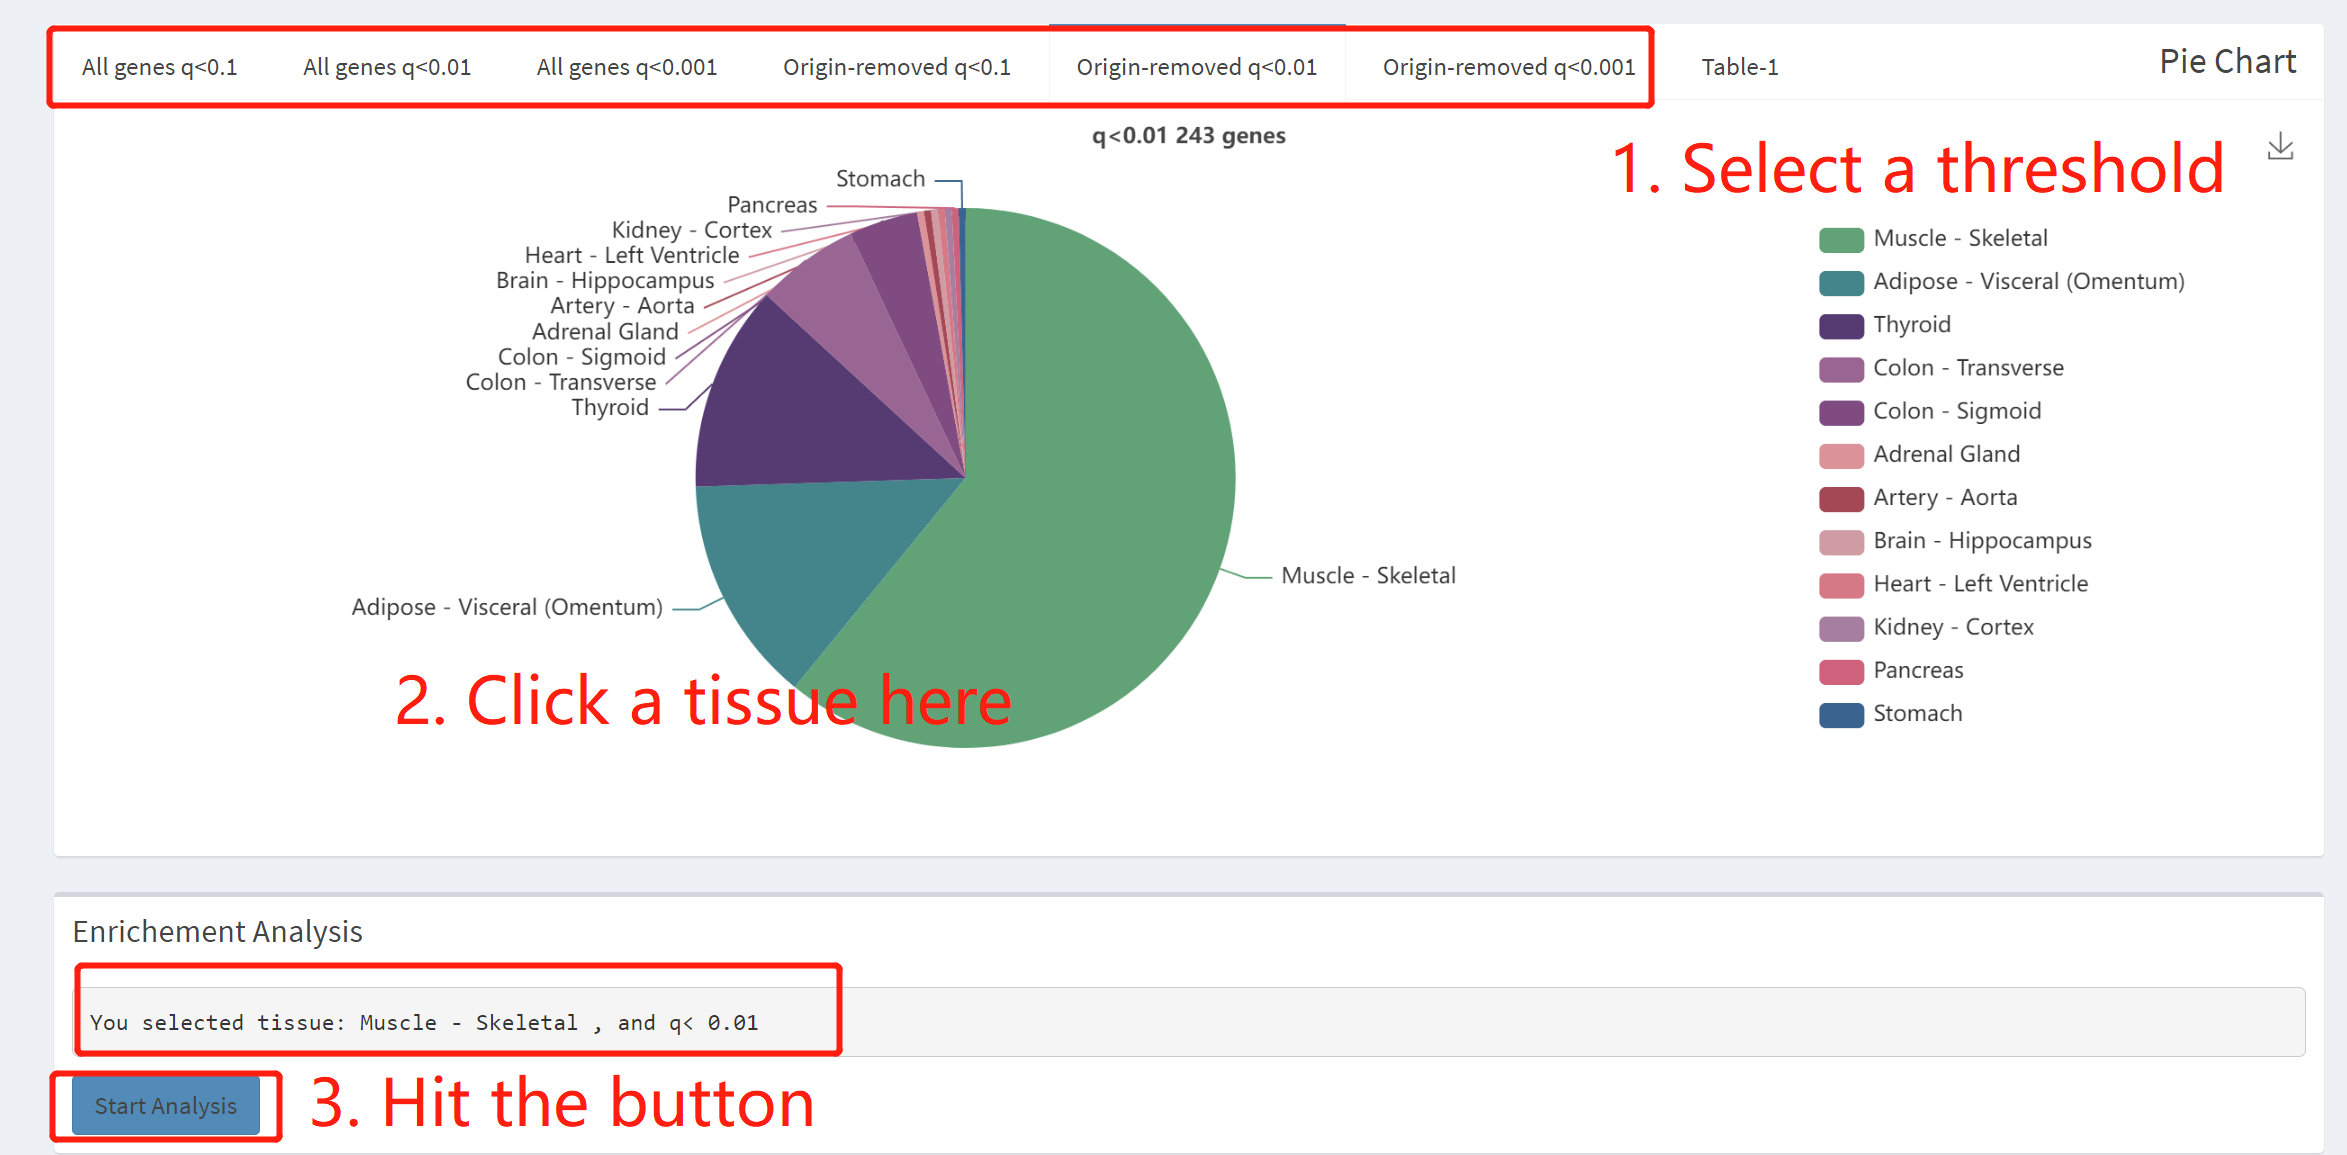 All genes q<0.1 All genes q<0.01 All genes q<0.001 Origin-removed q<0.1 Origin-removed q<0.01 Origin-removed q<0.001 Table-1 Pie Chart
q<0.01 243 genes
1. Select a threshold
Stomach
Pancreas
Kidney - Cortex
Heart - Left Ventricle
Brain - Hippocampus
Artery - Aorta
Adrenal Gland
Colon - Sigmoid
Colon - Transverse
Thyroid
Adipose - Visceral (Omentum)
Muscle - Skeletal
Muscle - Skeletal
Adipose - Visceral (Omentum)
Thyroid
Colon - Transverse
Colon - Sigmoid
Adrenal Gland
Artery - Aorta
Brain - Hippocampus
Heart - Left Ventricle
Kidney - Cortex
Pancreas
Stomach
2. Click a tissue here
Enrichement Analysis
You selected tissue: Muscle - Skeletal , and q< 0.01
Start Analysis
3. Hit the button